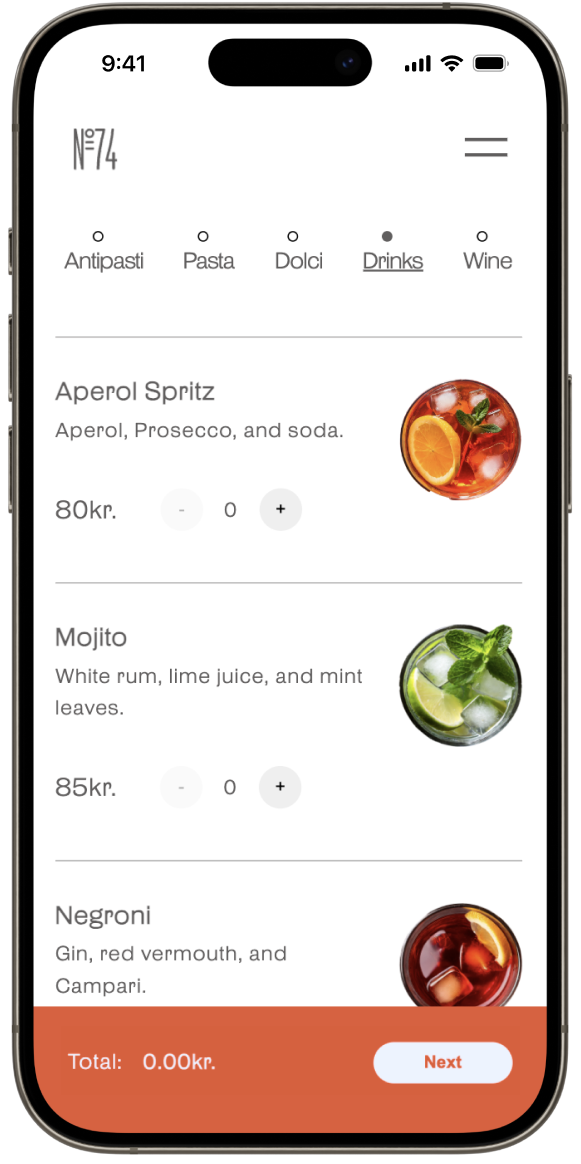 9:41
Nº74
Antipasti Pasta Dolci Drinks Wine
Aperol Spritz
Aperol, Prosecco, and soda.
80kr. - 0 +
Mojito
White rum, lime juice, and mint
leaves.
85kr. - 0 +
Negroni
Gin, red vermouth, and
Campari.
Total: 0.00kr. Next